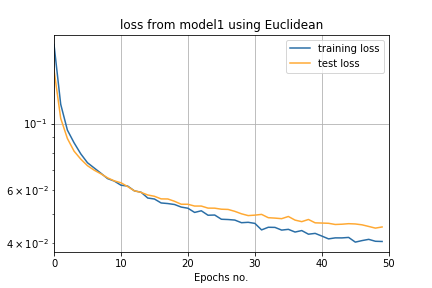 loss from model1 using Euclidean
training loss
test loss
10⁻¹
6 × 10⁻²
4 × 10⁻²
0 10 20 30 40 50
Epochs no.